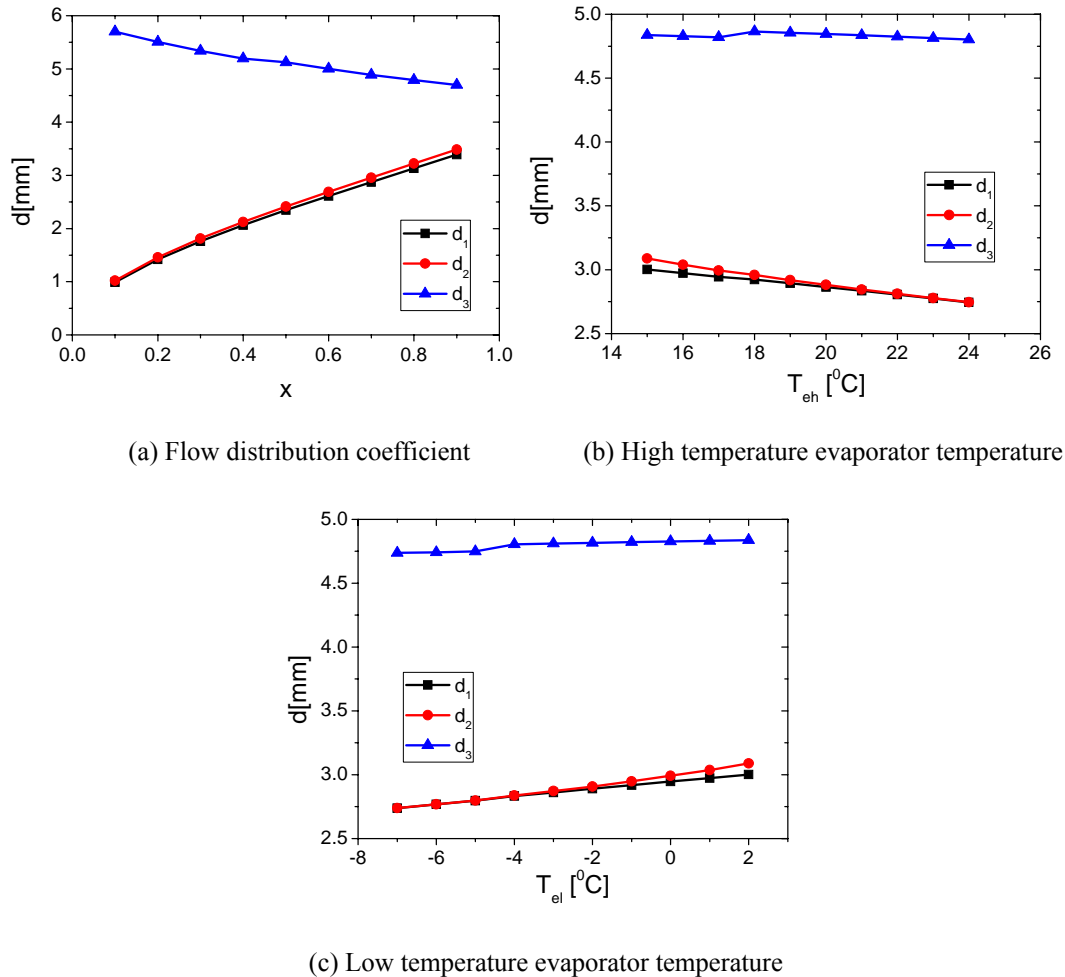 d[mm]
6
5
4
3
2
1
0
0.0 0.2 0.4 0.6 0.8 1.0
x
d1
d2
d3
(a) Flow distribution coefficient
d[mm]
5.0
4.5
4.0
3.5
3.0
2.5
14 16 18 20 22 24 26
Teh [0C]
d1
d2
d3
(b) High temperature evaporator temperature
d[mm]
5.0
4.5
4.0
3.5
3.0
2.5
-8 -6 -4 -2 0 2
Tel [0C]
d1
d2
d3
(c) Low temperature evaporator temperature